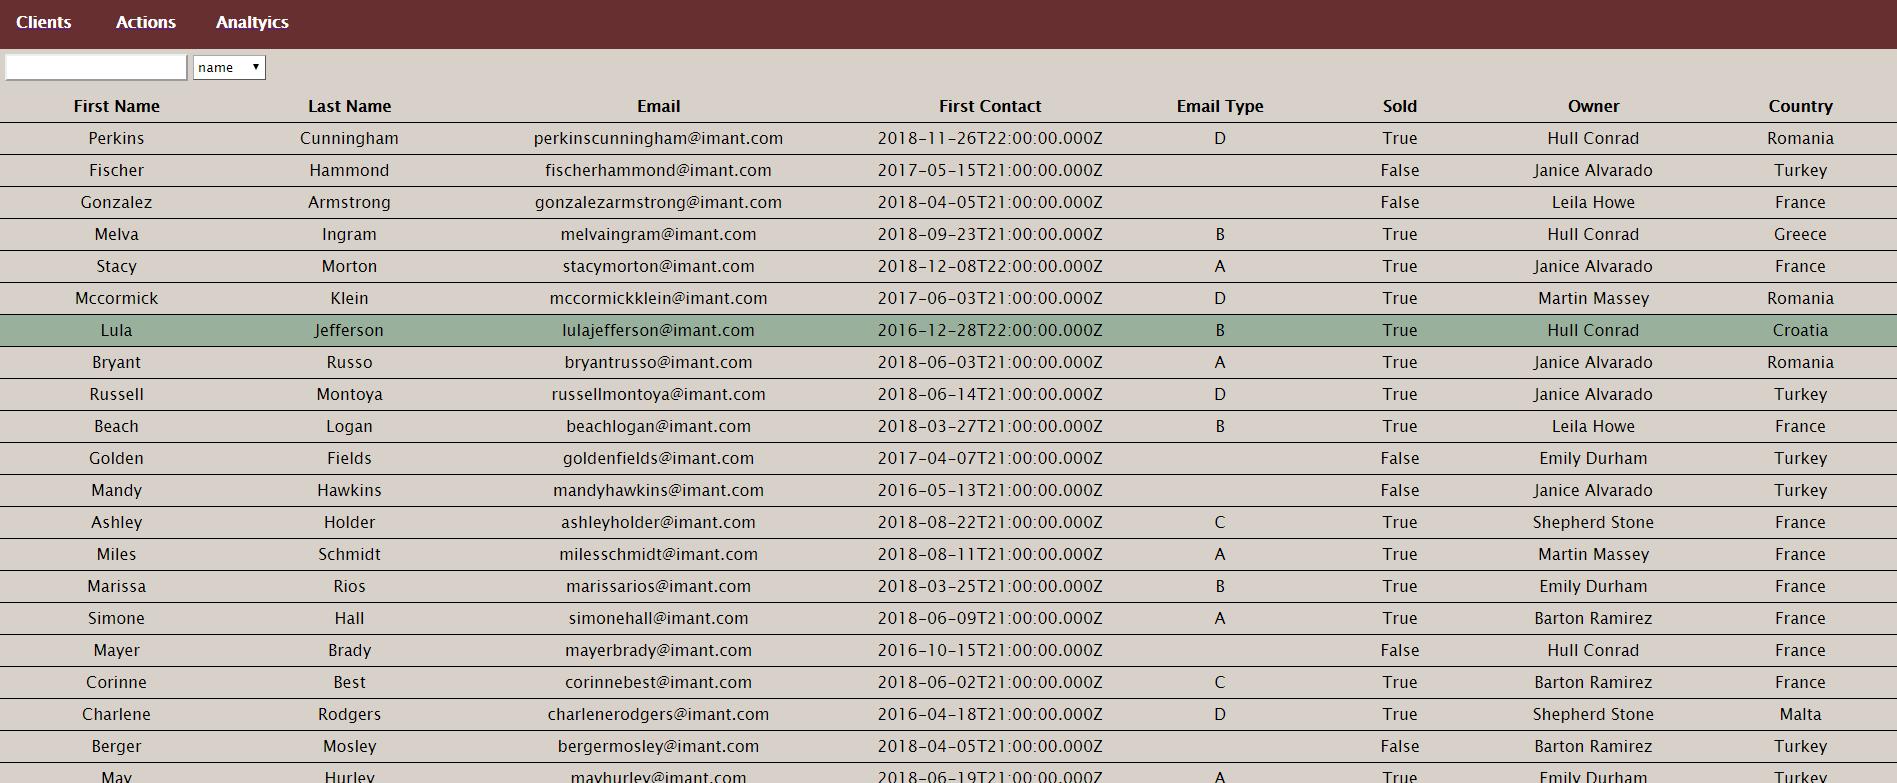 Clients Actions Analtyics
name
First Name Last Name Email First Contact Email Type Sold Owner Country
Perkins Cunningham perkinscunningham@imant.com 2018-11-26T22:00:00.000Z D True Hull Conrad Romania
Fischer Hammond fischerhammond@imant.com 2017-05-15T21:00:00.000Z False Janice Alvarado Turkey
Gonzalez Armstrong gonzalezarmstrong@imant.com 2018-04-05T21:00:00.000Z False Leila Howe France
Melva Ingram melvaingram@imant.com 2018-09-23T21:00:00.000Z B True Hull Conrad Greece
Stacy Morton stacymorton@imant.com 2018-12-08T22:00:00.000Z A True Janice Alvarado France
Mccormick Klein mccormickklein@imant.com 2017-06-03T21:00:00.000Z D True Martin Massey Romania
Lula Jefferson lulajefferson@imant.com 2016-12-28T22:00:00.000Z B True Hull Conrad Croatia
Bryant Russo bryantrusso@imant.com 2018-06-03T21:00:00.000Z A True Janice Alvarado Romania
Russell Montoya russellmontoya@imant.com 2018-06-14T21:00:00.000Z D True Janice Alvarado Turkey
Beach Logan beachlogan@imant.com 2018-03-27T21:00:00.000Z B True Leila Howe France
Golden Fields goldenfields@imant.com 2017-04-07T21:00:00.000Z False Emily Durham Turkey
Mandy Hawkins mandyhawkins@imant.com 2016-05-13T21:00:00.000Z False Janice Alvarado Turkey
Ashley Holder ashleyholder@imant.com 2018-08-22T21:00:00.000Z C True Shepherd Stone France
Miles Schmidt milesschmidt@imant.com 2018-08-11T21:00:00.000Z A True Martin Massey France
Marissa Rios marissarios@imant.com 2018-03-25T21:00:00.000Z B True Emily Durham France
Simone Hall simonehall@imant.com 2018-06-09T21:00:00.000Z A True Barton Ramirez France
Mayer Brady mayerbrady@imant.com 2016-10-15T21:00:00.000Z False Hull Conrad France
Corinne Best corinnebest@imant.com 2018-06-02T21:00:00.000Z C True Barton Ramirez France
Charlene Rodgers charlenerodgers@imant.com 2016-04-18T21:00:00.000Z D True Shepherd Stone Malta
Berger Mosley bergermosley@imant.com 2018-04-05T21:00:00.000Z False Barton Ramirez Turkey
May Hurley mayhurley@imant.com 2018-06-19T21:00:00.000Z A True Emily Durham Turkey